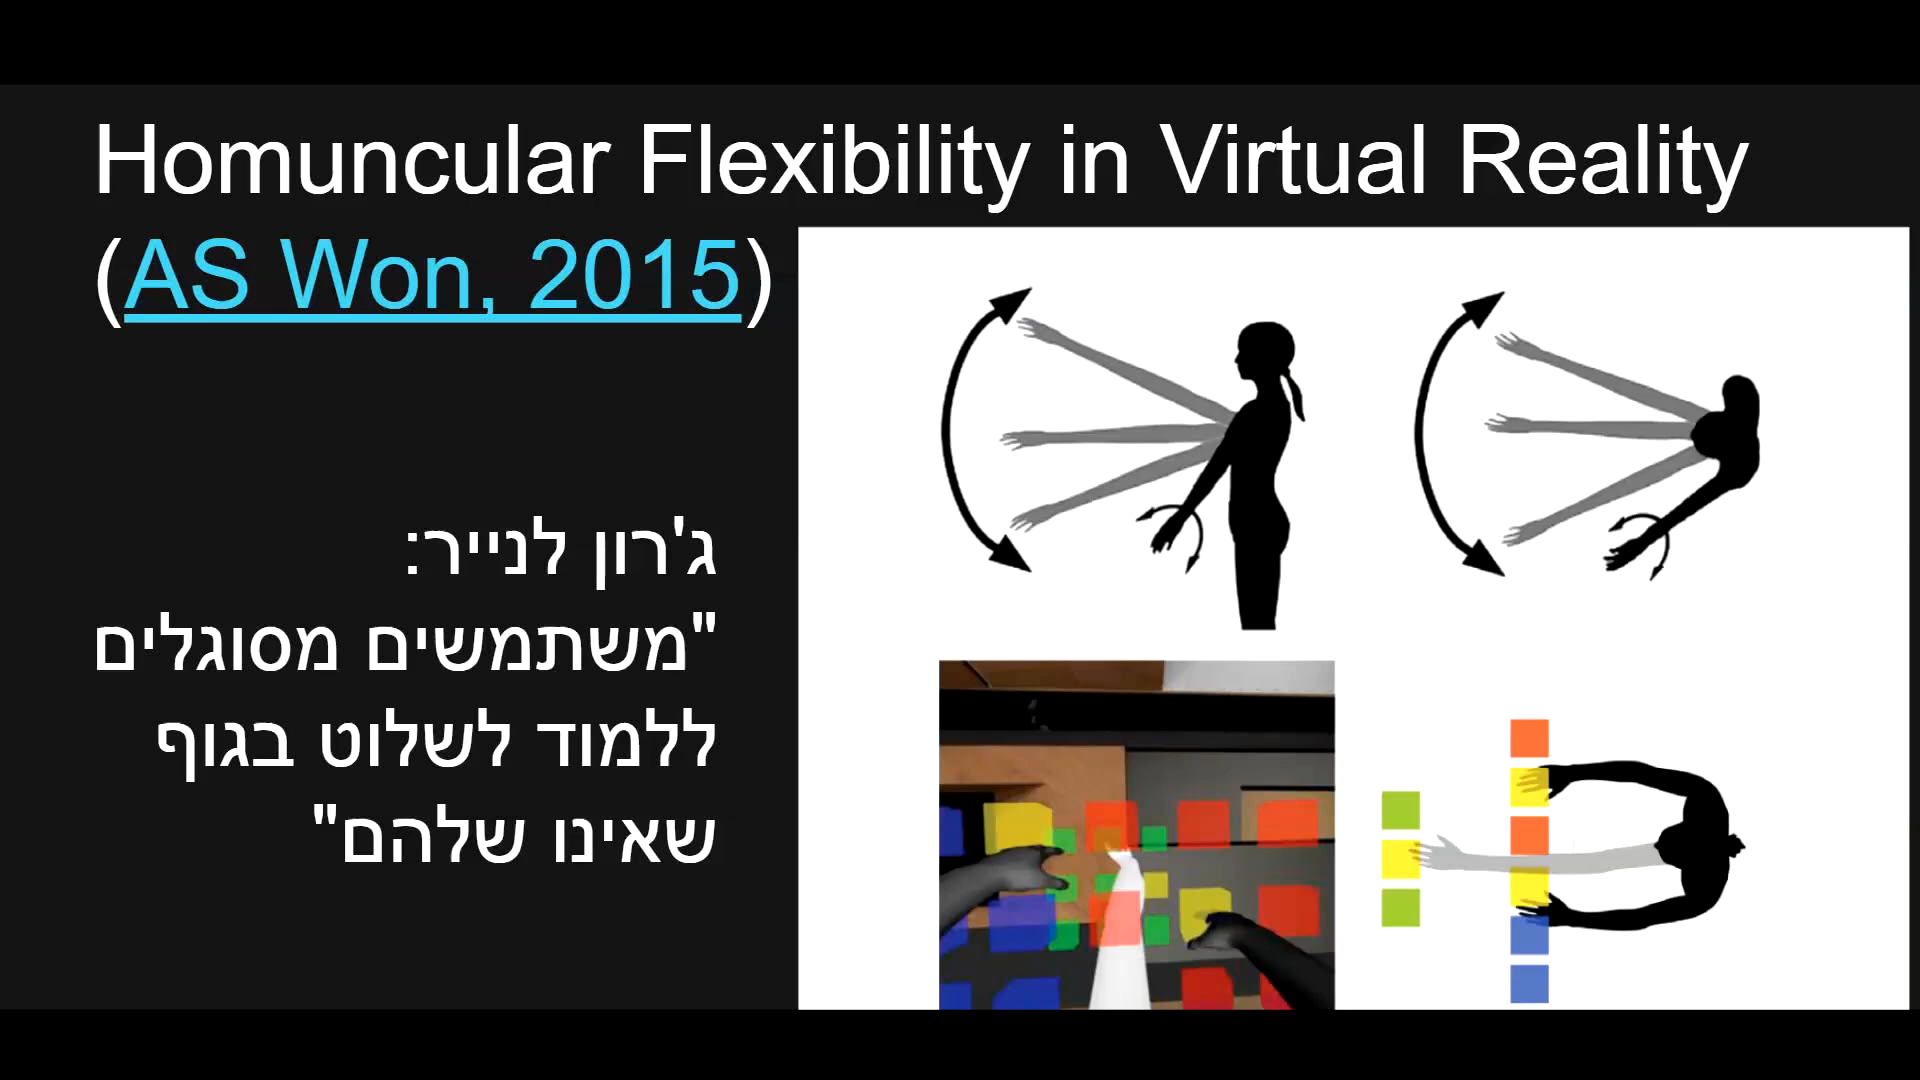 Homuncular Flexibility in Virtual Reality
(AS Won, 2015)
ג'רון לנייר:
"משתמשים מסוגלים
ללמוד לשלוט בגוף
שאינו שלהם"